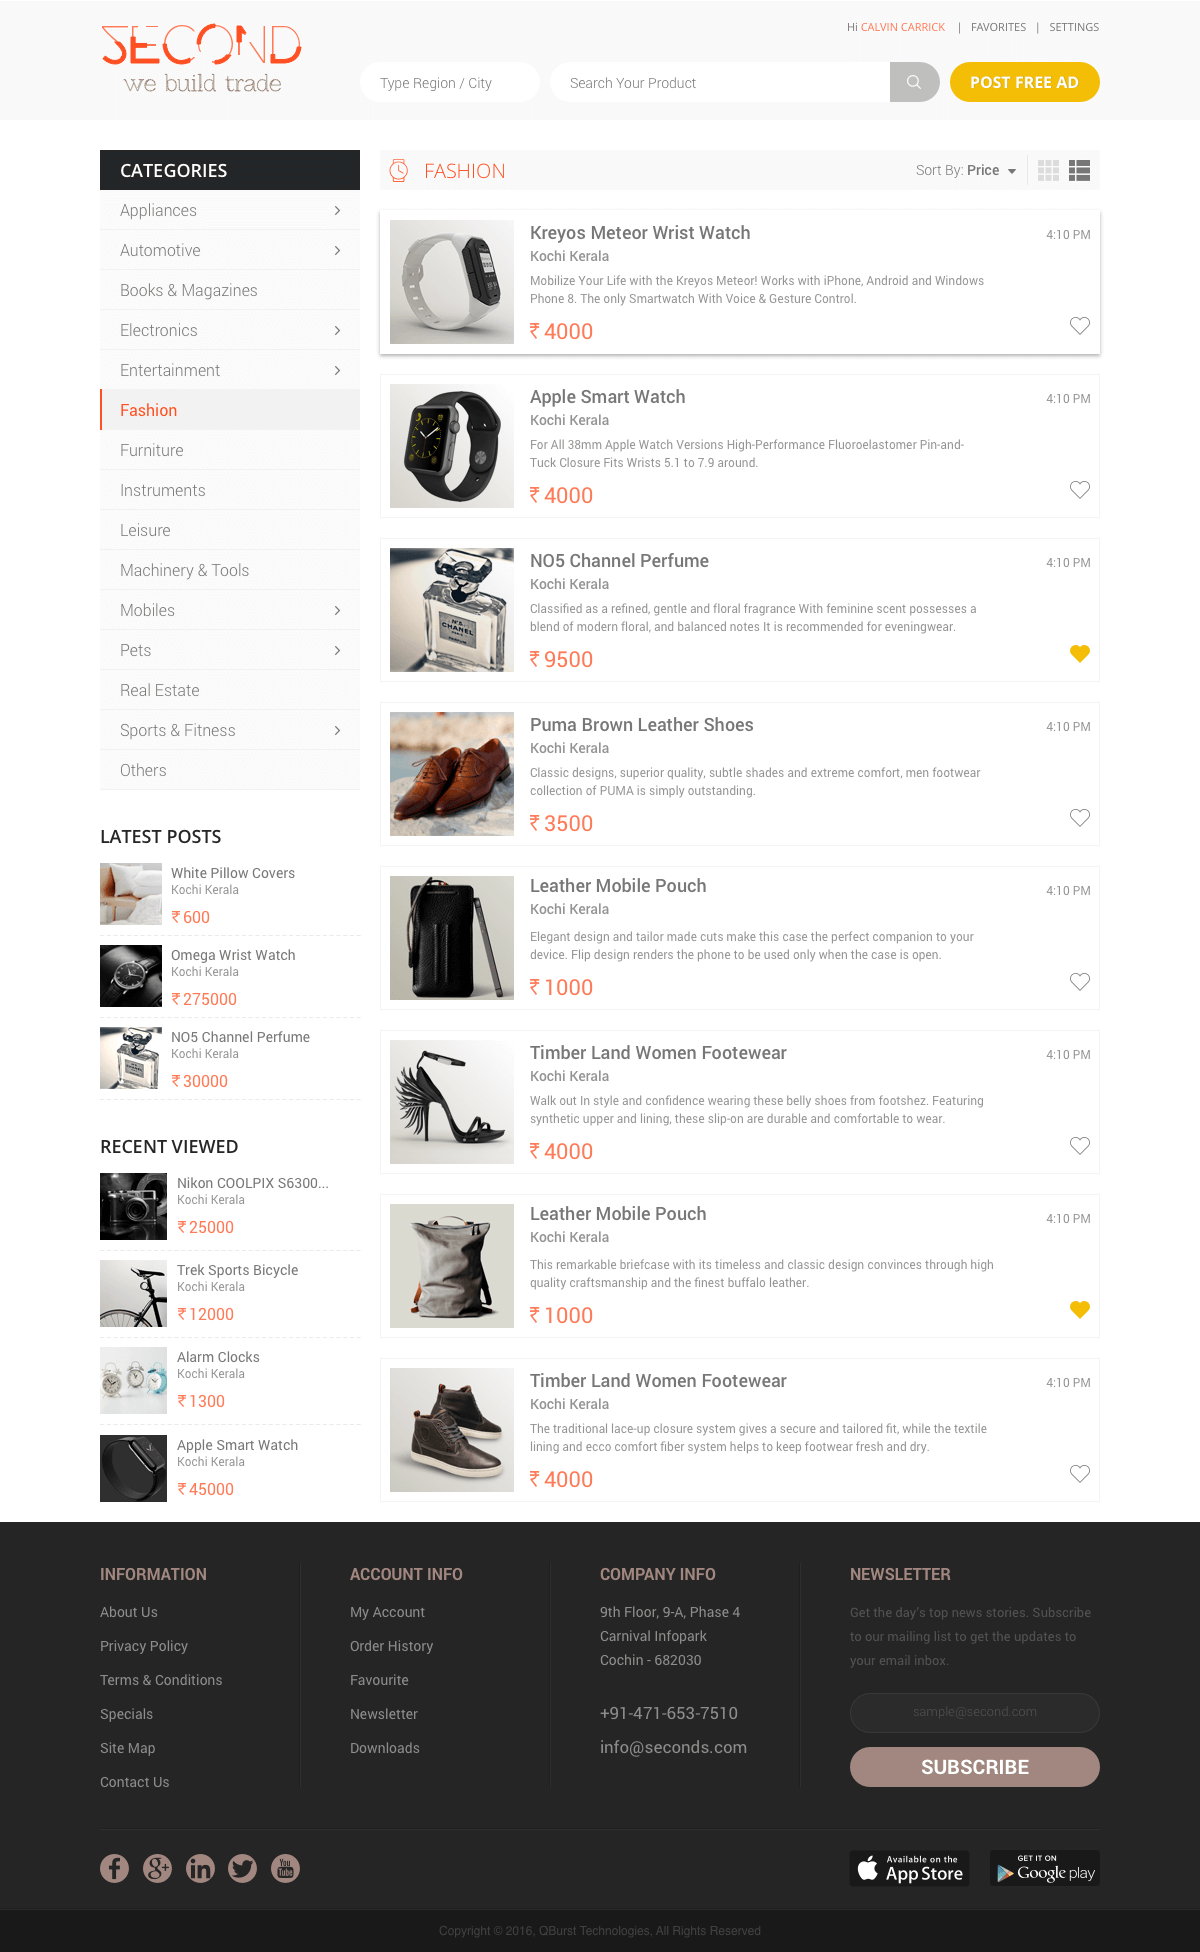 SECOND
we build trade
Hi CALVIN CARRICK | FAVORITES | SETTINGS
Type Region / City
Search Your Product
POST FREE AD
CATEGORIES
Appliances
Automotive
Books & Magazines
Electronics
Entertainment
Fashion
Furniture
Instruments
Leisure
Machinery & Tools
Mobiles
Pets
Real Estate
Sports & Fitness
Others
LATEST POSTS
White Pillow Covers
Kochi Kerala
₹ 600
Omega Wrist Watch
Kochi Kerala
₹ 275000
NO5 Channel Perfume
Kochi Kerala
₹ 30000
RECENT VIEWED
Nikon COOLPIX S6300...
Kochi Kerala
₹ 25000
Trek Sports Bicycle
Kochi Kerala
₹ 12000
Alarm Clocks
Kochi Kerala
₹ 1300
Apple Smart Watch
Kochi Kerala
₹ 45000
FASHION
Sort By: Price
Kreyos Meteor Wrist Watch
4:10 PM
Kochi Kerala
Mobilize Your Life with the Kreyos Meteor! Works with iPhone, Android and Windows
Phone 8. The only Smartwatch With Voice & Gesture Control.
₹ 4000
Apple Smart Watch
4:10 PM
Kochi Kerala
For All 38mm Apple Watch Versions High-Performance Fluoroelastomer Pin-and-
Tuck Closure Fits Wrists 5.1 to 7.9 around.
₹ 4000
NO5 Channel Perfume
4:10 PM
Kochi Kerala
Classified as a refined, gentle and floral fragrance With feminine scent possesses a
blend of modern floral, and balanced notes It is recommended for eveningwear.
₹ 9500
N°5
CHANEL
PARIS
PARFUM
Puma Brown Leather Shoes
4:10 PM
Kochi Kerala
Classic designs, superior quality, subtle shades and extreme comfort, men footwear
collection of PUMA is simply outstanding.
₹ 3500
Leather Mobile Pouch
4:10 PM
Kochi Kerala
Elegant design and tailor made cuts make this case the perfect companion to your
device. Flip design renders the phone to be used only when the case is open.
₹ 1000
Timber Land Women Footewear
4:10 PM
Kochi Kerala
Walk out In style and confidence wearing these belly shoes from footshez. Featuring
synthetic upper and lining, these slip-on are durable and comfortable to wear.
₹ 4000
Leather Mobile Pouch
4:10 PM
Kochi Kerala
This remarkable briefcase with its timeless and classic design convinces through high
quality craftsmanship and the finest buffalo leather.
₹ 1000
Timber Land Women Footewear
4:10 PM
Kochi Kerala
The traditional lace-up closure system gives a secure and tailored fit, while the textile
lining and ecco comfort fiber system helps to keep footwear fresh and dry.
₹ 4000
INFORMATION
About Us
Privacy Policy
Terms & Conditions
Specials
Site Map
Contact Us
ACCOUNT INFO
My Account
Order History
Favourite
Newsletter
Downloads
COMPANY INFO
9th Floor, 9-A, Phase 4
Carnival Infopark
Cochin - 682030
+91-471-653-7510
info@seconds.com
NEWSLETTER
Get the day's top news stories. Subscribe
to our mailing list to get the updates to
your email inbox.
sample@second.com
SUBSCRIBE
You
Tube
Available on the
App Store
GET IT ON
Google play
Copyright © 2016. QBurst Technologies. All Rights Reserved